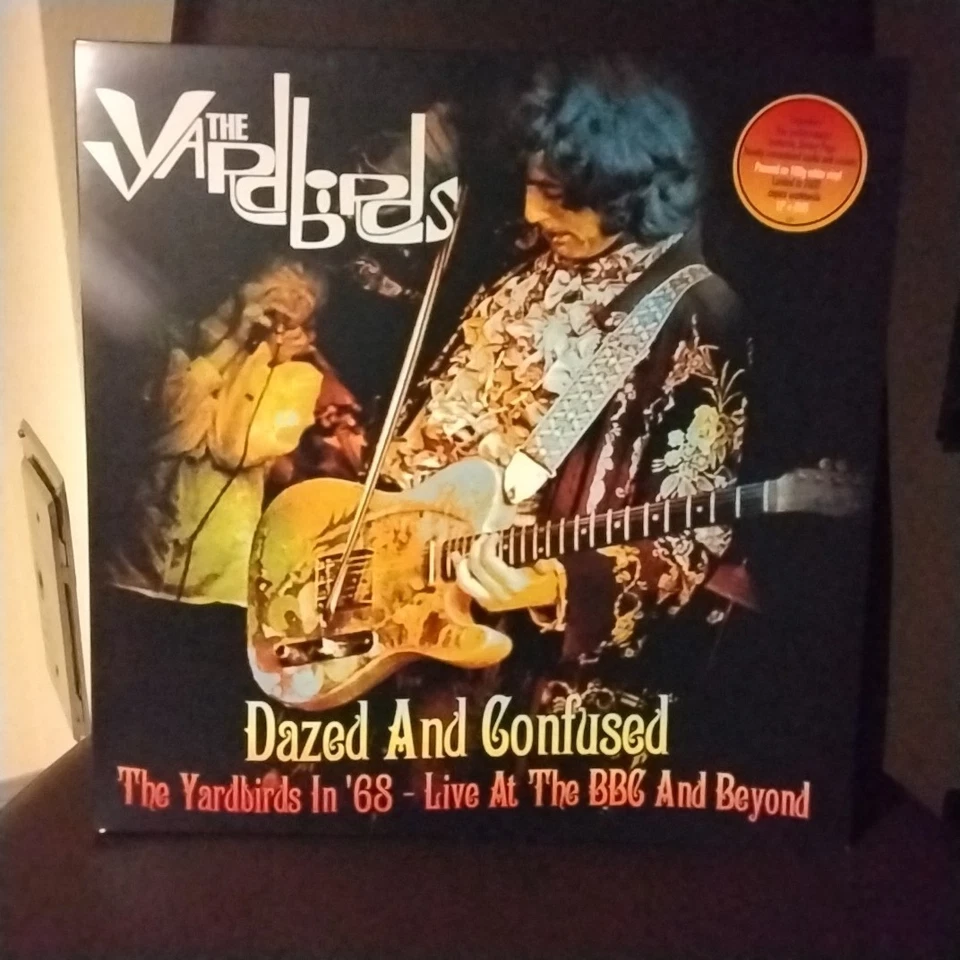 THE
YARDBIRDS
Dazed And Confused
The Yardbirds In '68 - Live At The BBC And Beyond